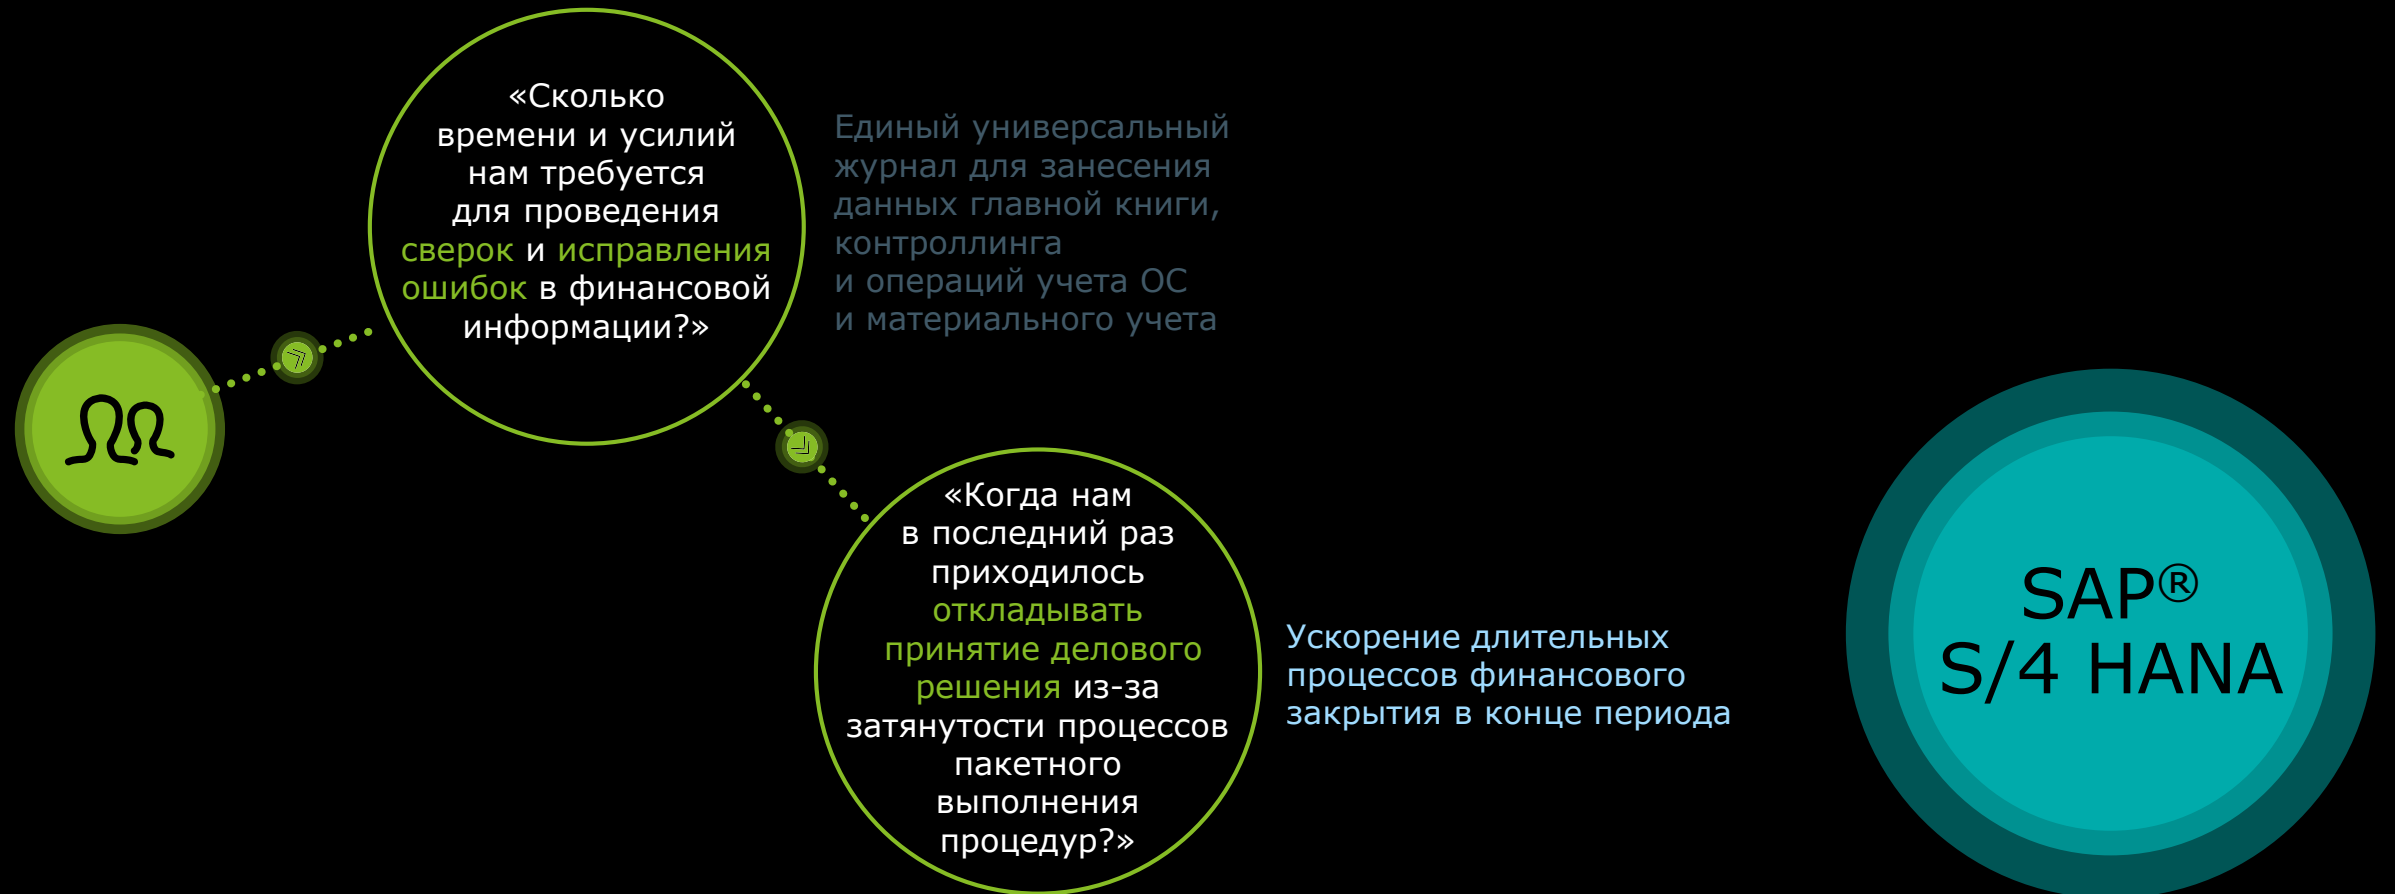 «Сколько
времени и усилий
нам требуется
для проведения
сверок и исправления
ошибок в финансовой
информации?»
Единый универсальный
журнал для занесения
данных главной книги,
контроллинга
и операций учета ОС
и материального учета
«Когда нам
в последний раз
приходилось
откладывать
принятие делового
решения из-за
затянутости процессов
пакетного
выполнения
процедур?»
Ускорение длительных
процессов финансового
закрытия в конце периода
SAP®
S/4 HANA